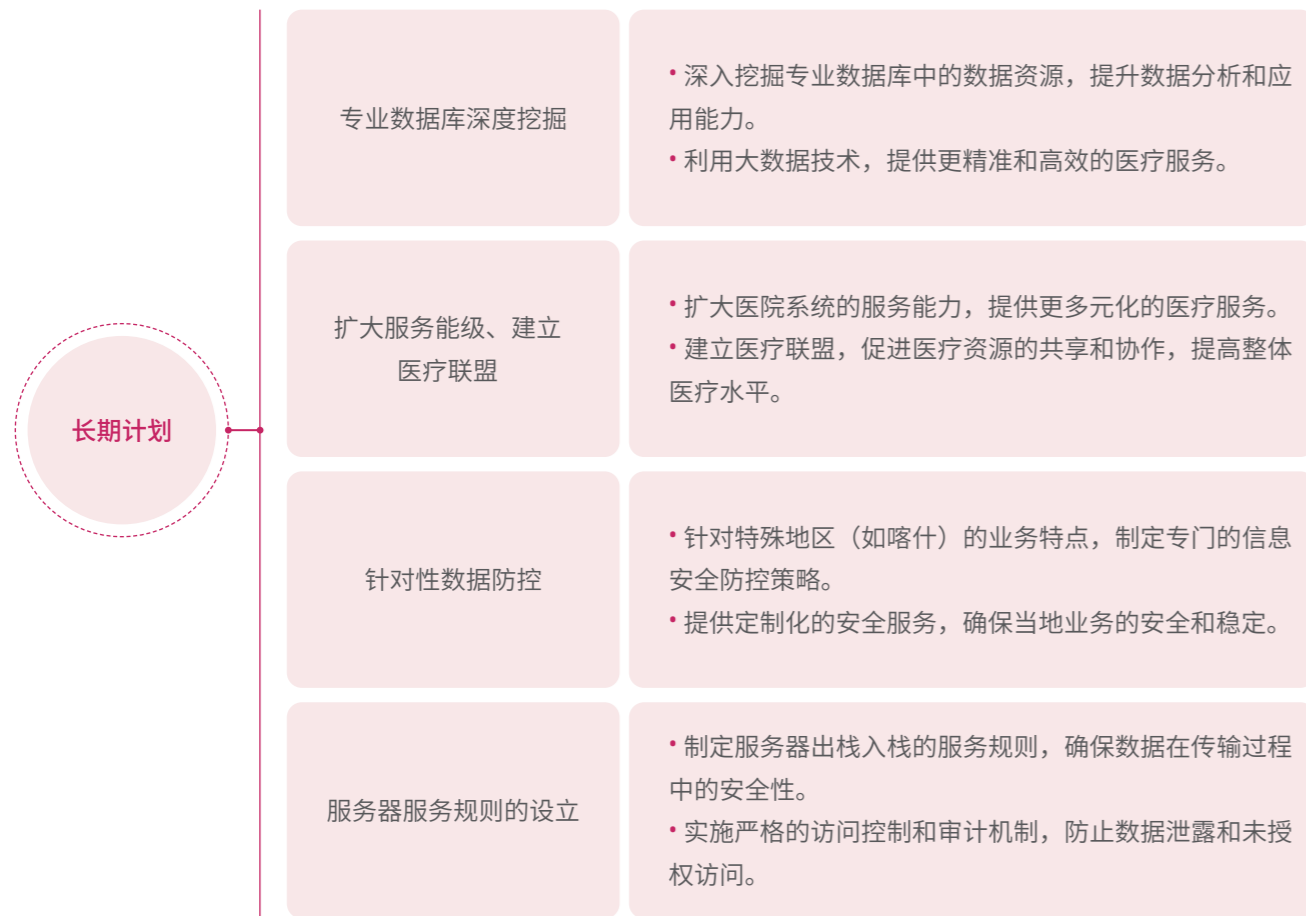 专业数据库深度挖掘
• 深入挖掘专业数据库中的数据资源，提升数据分析和应
用能力。
• 利用大数据技术，提供更精准和高效的医疗服务。
扩大服务能级、建立
医疗联盟
• 扩大医院系统的服务能力，提供更多元化的医疗服务。
• 建立医疗联盟，促进医疗资源的共享和协作，提高整体
医疗水平。
长期计划
针对性数据防控
• 针对特殊地区（如喀什）的业务特点，制定专门的信息
安全防控策略。
• 提供定制化的安全服务，确保当地业务的安全和稳定。
服务器服务规则的设立
• 制定服务器出栈入栈的服务规则，确保数据在传输过程
中的安全性。
• 实施严格的访问控制和审计机制，防止数据泄露和未授
权访问。